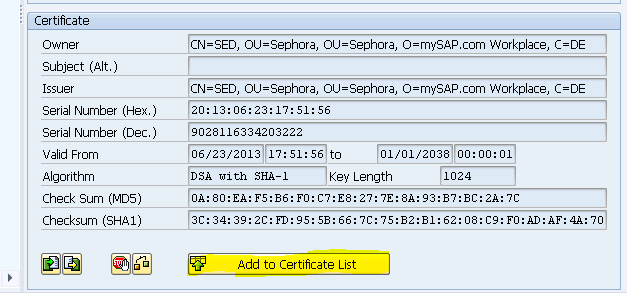 Certificate
Owner CN=SED, OU=Sephora, OU=Sephora, O=mySAP.com Workplace, C=DE
Subject (Alt.)
Issuer CN=SED, OU=Sephora, OU=Sephora, O=mySAP.com Workplace, C=DE
Serial Number (Hex.) 20:13:06:23:17:51:56
Serial Number (Dec.) 9028116334203222
Valid From 06/23/2013 17:51:56 to 01/01/2038 00:00:01
Algorithm DSA with SHA-1 Key Length 1024
Check Sum (MD5) 0A:80:EA:F5:B6:F0:C7:E8:27:7E:8A:93:B7:BC:2A:7C
Checksum (SHA1) 3C:34:39:2C:FD:95:5B:66:7C:75:B2:B1:62:08:C9:F0:AD:AF:4A:70
Add to Certificate List